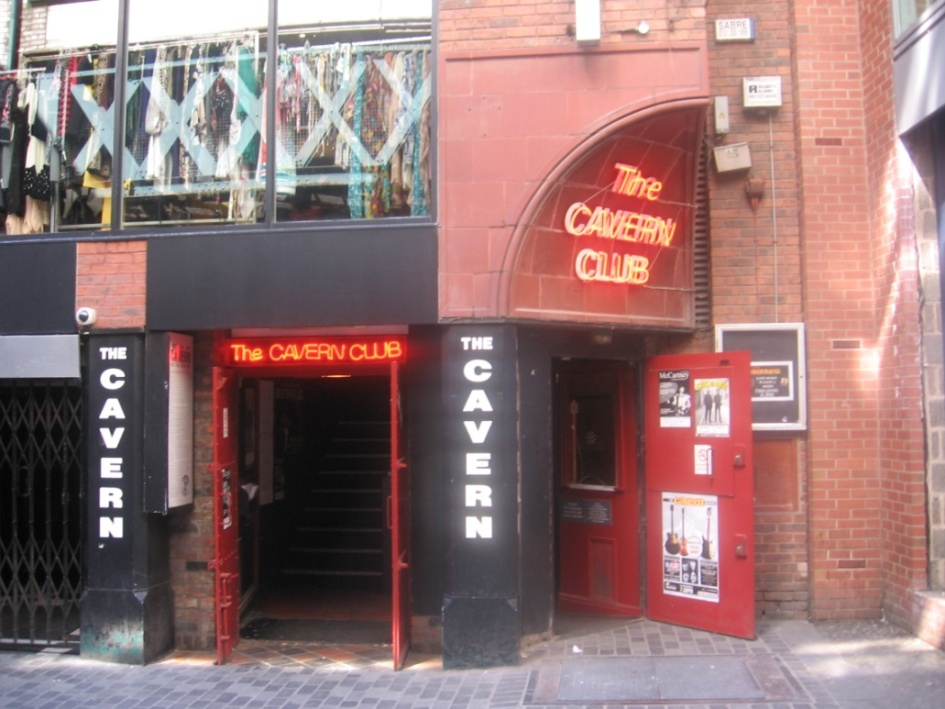 SABRE
The
CAVERN
CLUB
The CAVERN CLUB
THE
CAVERN
THE
CAVERN
McCartney